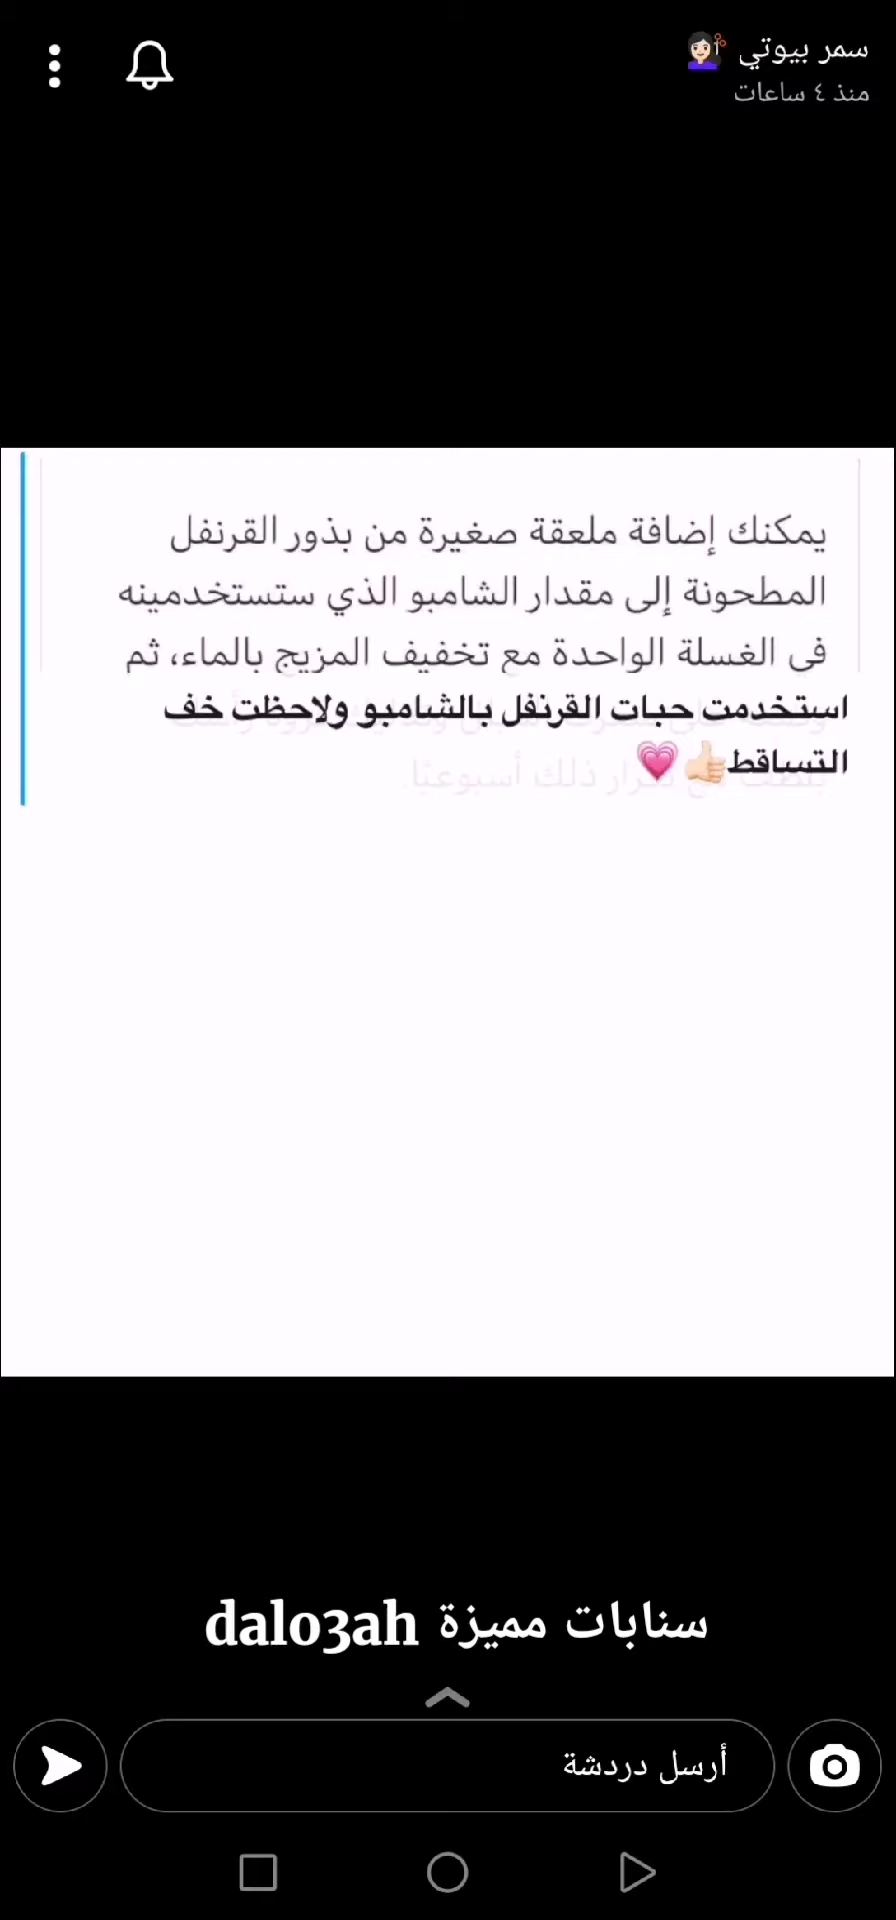 سمر بيوتي
منذ ٤ ساعات
يمكنك إضافة ملعقة صغيرة من بذور القرنفل
المطحونة إلى مقدار الشامبو الذي ستستخدمينه
في الغسلة الواحدة مع تخفيف المزيج بالماء، ثم
استخدمت حبات القرنفل بالشامبو ولاحظت خف
التساقط👍🏻💗
ذلك أسبوعيًا.
سنابات مميزة dalo3ah
أرسل دردشة